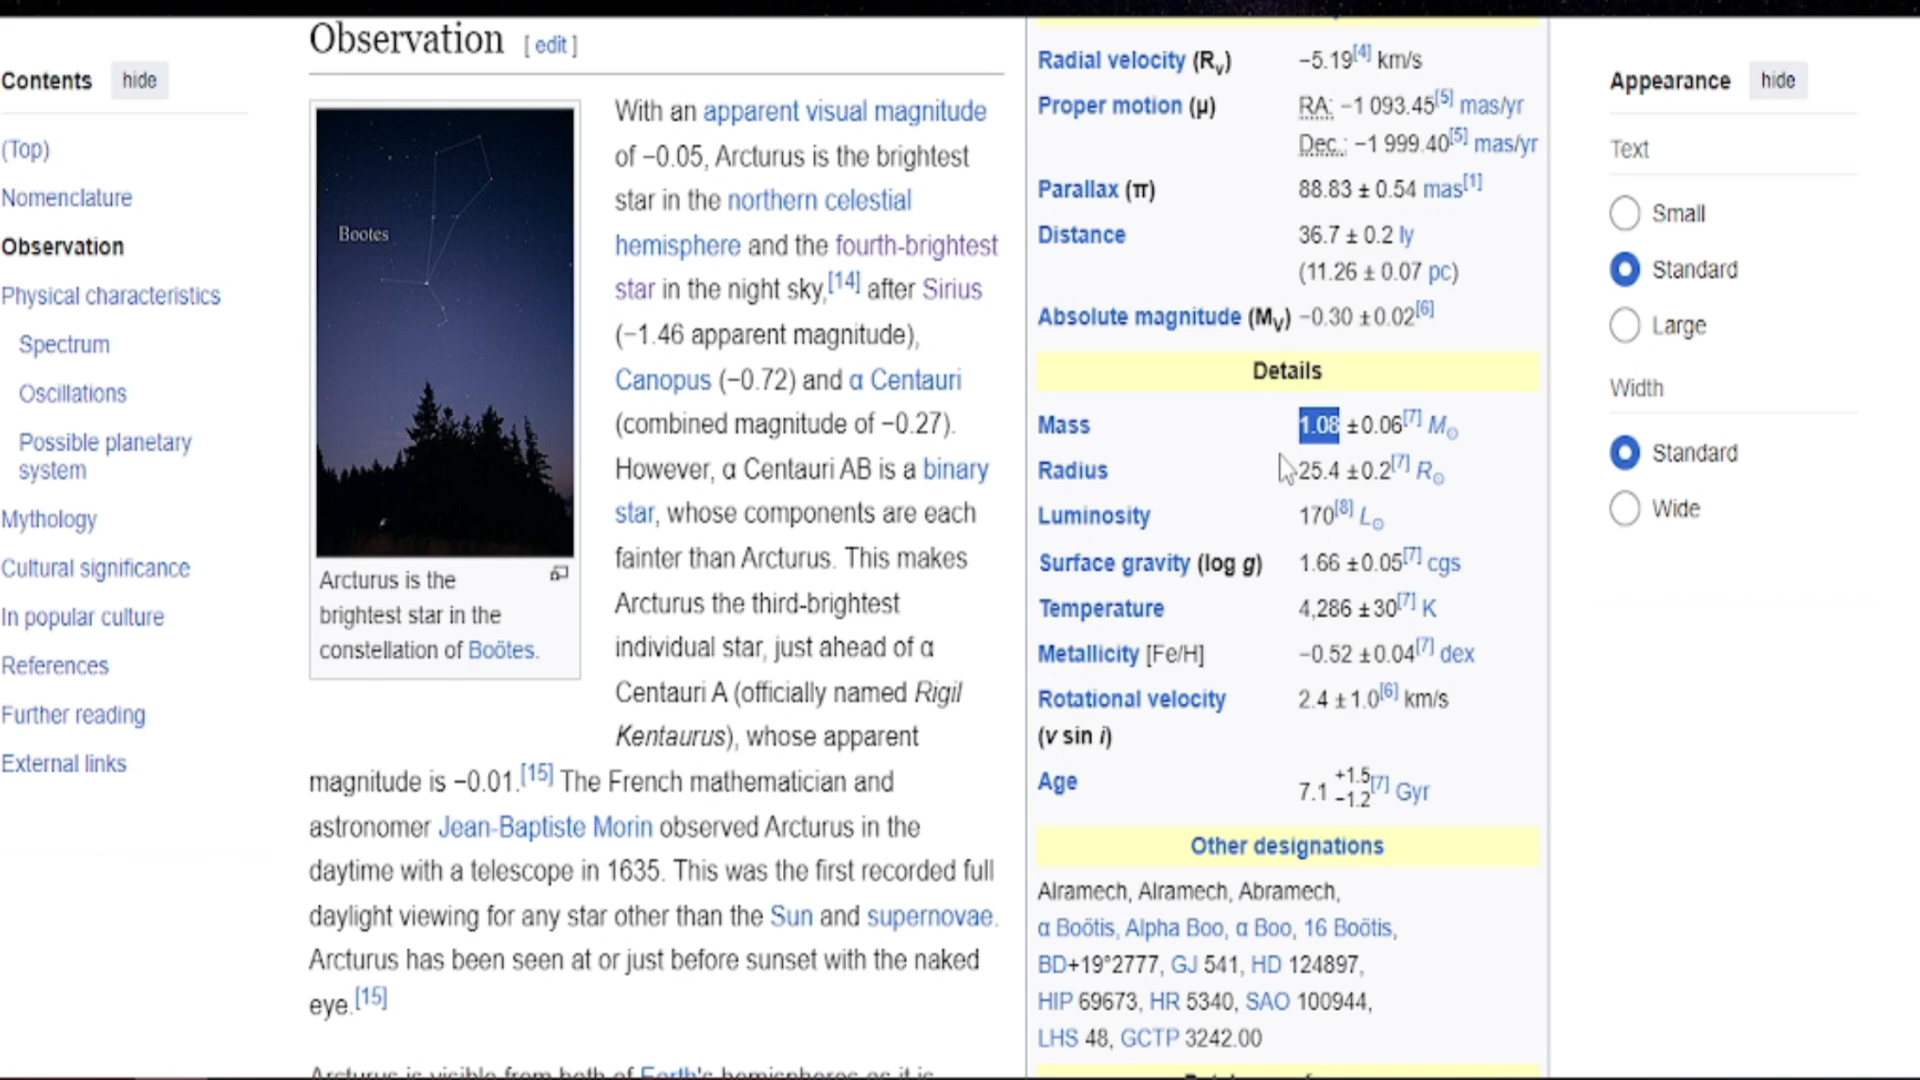 Contents hide
(Top)
Nomenclature
Observation
Physical characteristics
Spectrum
Oscillations
Possible planetary
system
Mythology
Cultural significance
In popular culture
References
Further reading
External links
Observation [ edit ]
Bootes
Arcturus is the
brightest star in the
constellation of Boötes.
With an apparent visual magnitude
of −0.05, Arcturus is the brightest
star in the northern celestial
hemisphere and the fourth-brightest
star in the night sky,[14] after Sirius
(−1.46 apparent magnitude),
Canopus (−0.72) and α Centauri
(combined magnitude of −0.27).
However, α Centauri AB is a binary
star, whose components are each
fainter than Arcturus. This makes
Arcturus the third-brightest
individual star, just ahead of α
Centauri A (officially named Rigil
Kentaurus), whose apparent
magnitude is −0.01.[15] The French mathematician and
astronomer Jean-Baptiste Morin observed Arcturus in the
daytime with a telescope in 1635. This was the first recorded full
daylight viewing for any star other than the Sun and supernovae.
Arcturus has been seen at or just before sunset with the naked
eye.[15]
Arcturus is visible from both of Earth's hemispheres as it is
Radial velocity (Rv) −5.19[4] km/s
Proper motion (μ) RA: −1 093.45[5] mas/yr
Dec.: −1 999.40[5] mas/yr
Parallax (π) 88.83 ± 0.54 mas[1]
Distance 36.7 ± 0.2 ly
(11.26 ± 0.07 pc)
Absolute magnitude (MV) −0.30 ±0.02[6]
Details
Mass 1.08 ±0.06[7] M☉
Radius 25.4 ±0.2[7] R☉
Luminosity 170[8] L☉
Surface gravity (log g) 1.66 ±0.05[7] cgs
Temperature 4,286 ±30[7] K
Metallicity [Fe/H] −0.52 ±0.04[7] dex
Rotational velocity 2.4 ± 1.0[6] km/s
(v sin i)
Age 7.1 +1.5 −1.2[7] Gyr
Other designations
Alramech, Alramech, Abramech,
α Boötis, Alpha Boo, α Boo, 16 Boötis,
BD+19°2777, GJ 541, HD 124897,
HIP 69673, HR 5340, SAO 100944,
LHS 48, GCTP 3242.00
Appearance hide
Text
Small
Standard
Large
Width
Standard
Wide